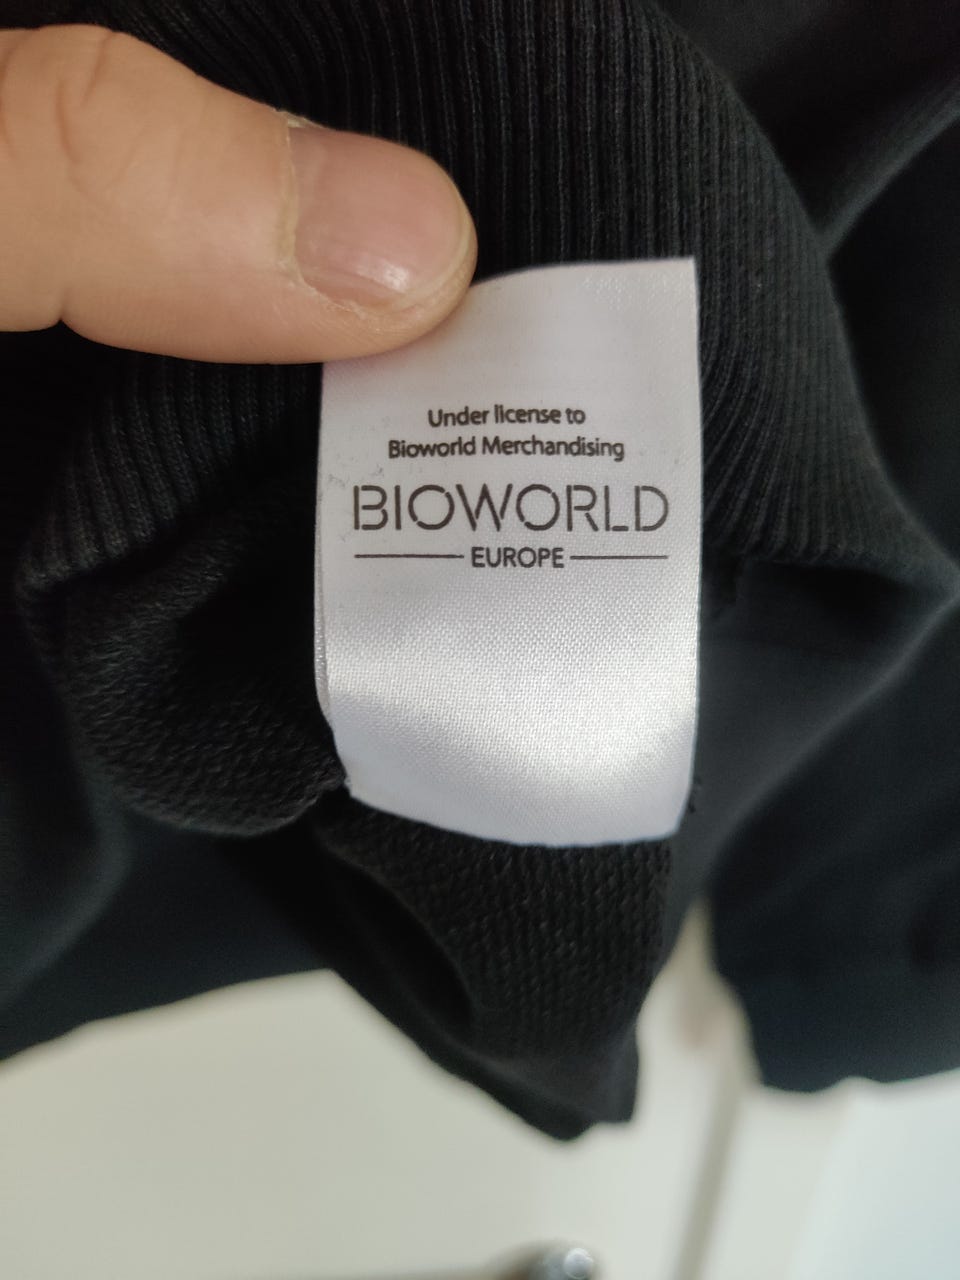 Under license to
Bioworld Merchandising
BIOWORLD
EUROPE